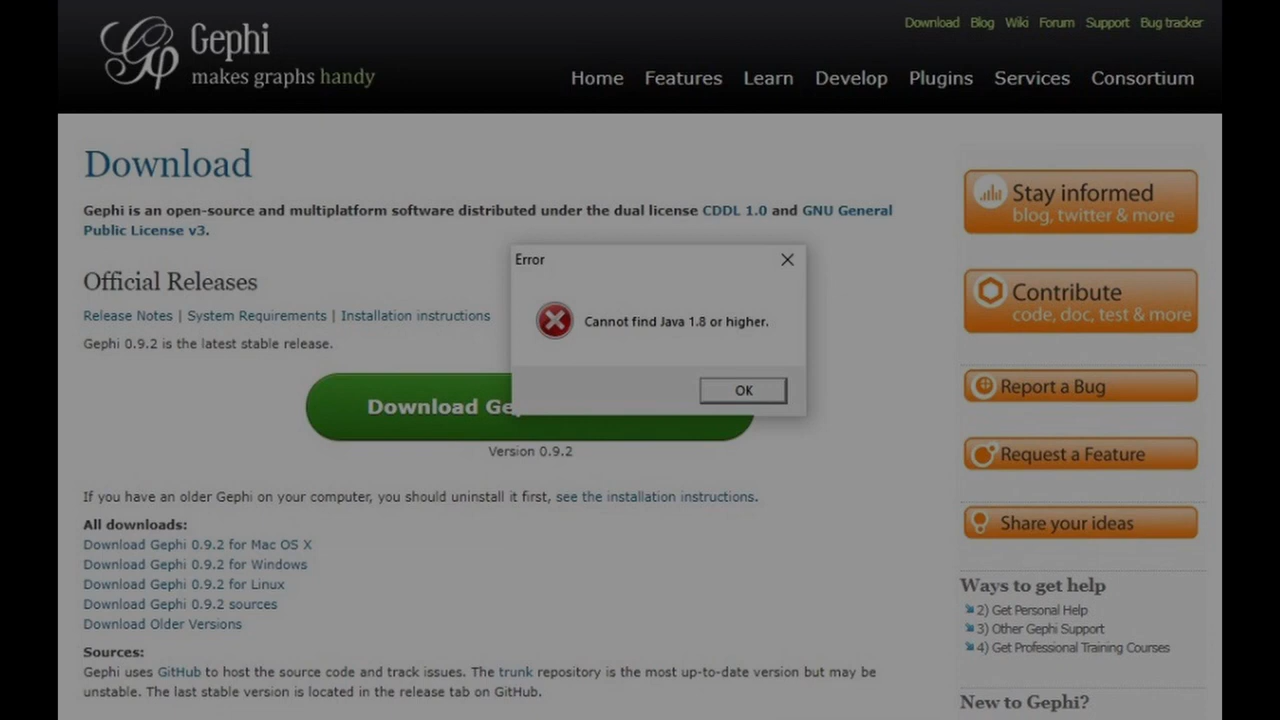 Gephi
makes graphs handy
Download Blog Wiki Forum Support Bug tracker
Home Features Learn Develop Plugins Services Consortium
Download
Gephi is an open-source and multiplatform software distributed under the dual license CDDL 1.0 and GNU General
Public License v3.
Official Releases
Release Notes | System Requirements | Installation instructions
Gephi 0.9.2 is the latest stable release.
Download Ge
Version 0.9.2
Error
Cannot find Java 1.8 or higher.
OK
If you have an older Gephi on your computer, you should uninstall it first, see the installation instructions.
All downloads:
Download Gephi 0.9.2 for Mac OS X
Download Gephi 0.9.2 for Windows
Download Gephi 0.9.2 for Linux
Download Gephi 0.9.2 sources
Download Older Versions
Sources:
Gephi uses GitHub to host the source code and track issues. The trunk repository is the most up-to-date version but may be
unstable. The last stable version is located in the release tab on GitHub.
Stay informed
blog, twitter & more
Contribute
code, doc, test & more
Report a Bug
Request a Feature
Share your ideas
Ways to get help
2) Get Personal Help
3) Other Gephi Support
4) Get Professional Training Courses
New to Gephi?